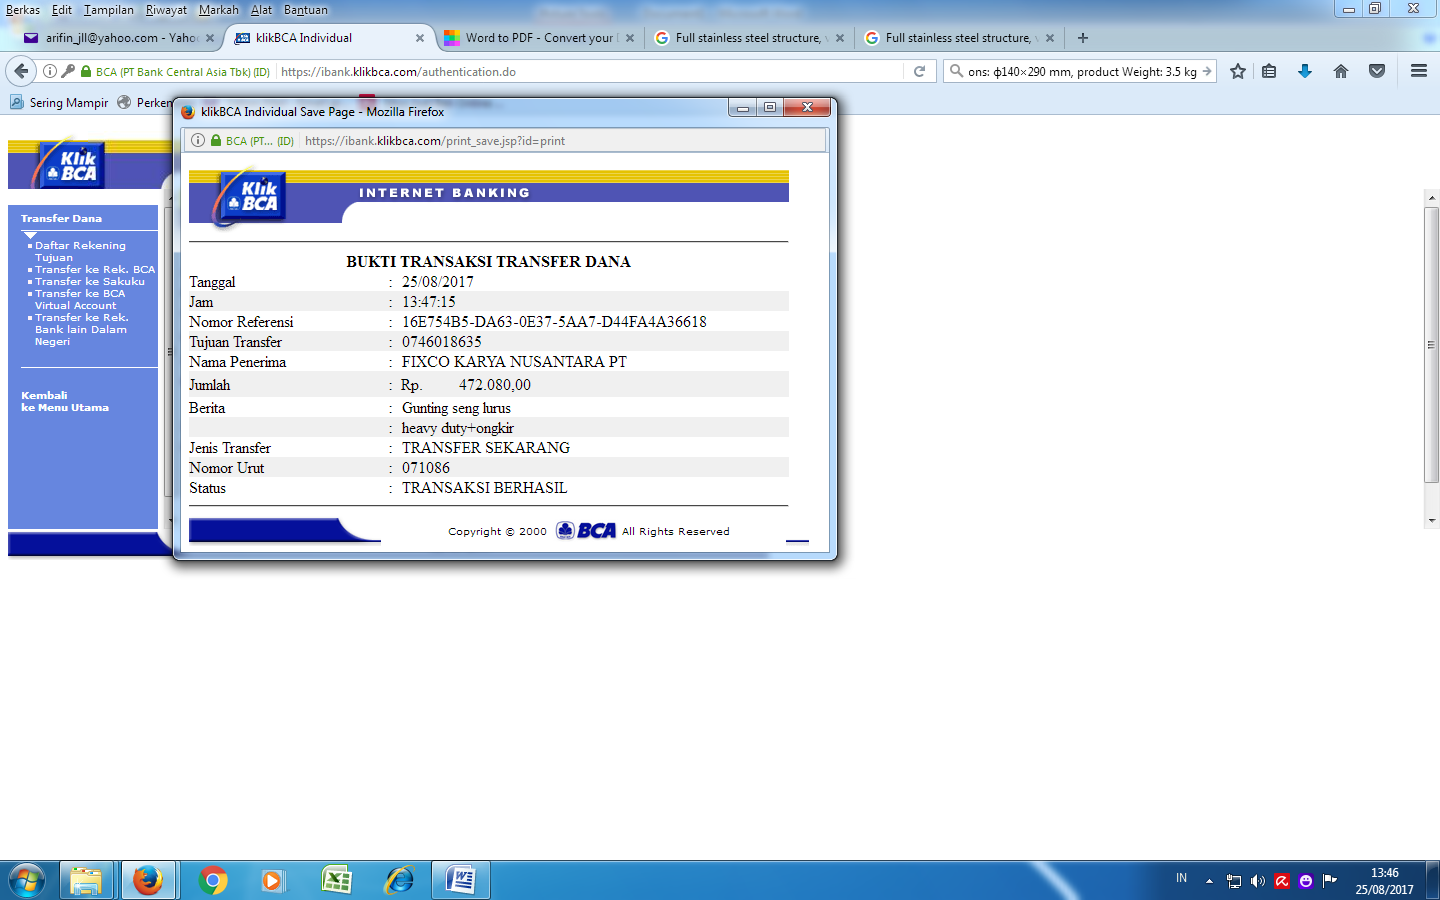 Berkas Edit Tampilan Riwayat Markah Alat Bantuan
arifin_jll@yahoo.com - Yahoo
klikBCA Individual
Word to PDF - Convert your
Full stainless steel structure,
Full stainless steel structure,
BCA (PT Bank Central Asia Tbk) (ID)
https://ibank.klikbca.com/authentication.do
ons: φ140×290 mm, product Weight: 3.5 kg
Sering Mampir
klikBCA Individual Save Page - Mozilla Firefox
BCA (PT... (ID)
https://ibank.klikbca.com/print_save.jsp?id=print
Klik
BCA
Klik
BCA
INTERNET BANKING
Transfer Dana
Daftar Rekening
Tujuan
Transfer ke Rek. BCA
Transfer ke Sakuku
Transfer ke BCA
Virtual Account
Transfer ke Rek.
Bank lain Dalam
Negeri
Kembali
ke Menu Utama
BUKTI TRANSAKSI TRANSFER DANA
Tanggal : 25/08/2017
Jam : 13:47:15
Nomor Referensi : 16E754B5-DA63-0E37-5AA7-D44FA4A36618
Tujuan Transfer : 0746018635
Nama Penerima : FIXCO KARYA NUSANTARA PT
Jumlah : Rp. 472.080,00
Berita : Gunting seng lurus
: heavy duty+ongkir
Jenis Transfer : TRANSFER SEKARANG
Nomor Urut : 071086
Status : TRANSAKSI BERHASIL
Copyright © 2000 BCA All Rights Reserved
IN
13:46
25/08/2017